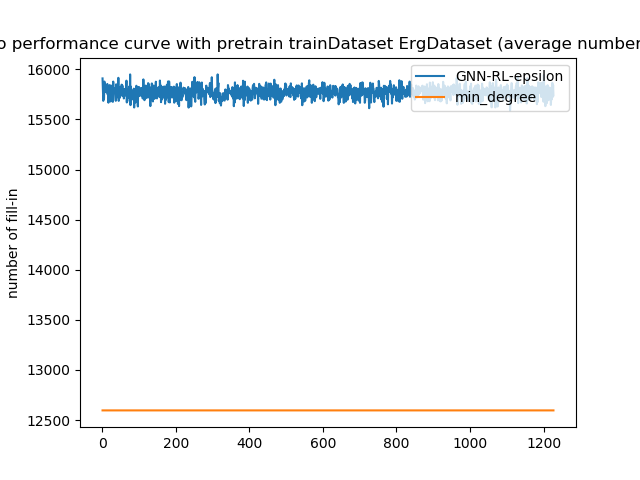 o performance curve with pretrain trainDataset ErgDataset (average number
GNN-RL-epsilon
min_degree
number of fill-in
16000
15500
15000
14500
14000
13500
13000
12500
0 200 400 600 800 1000 1200